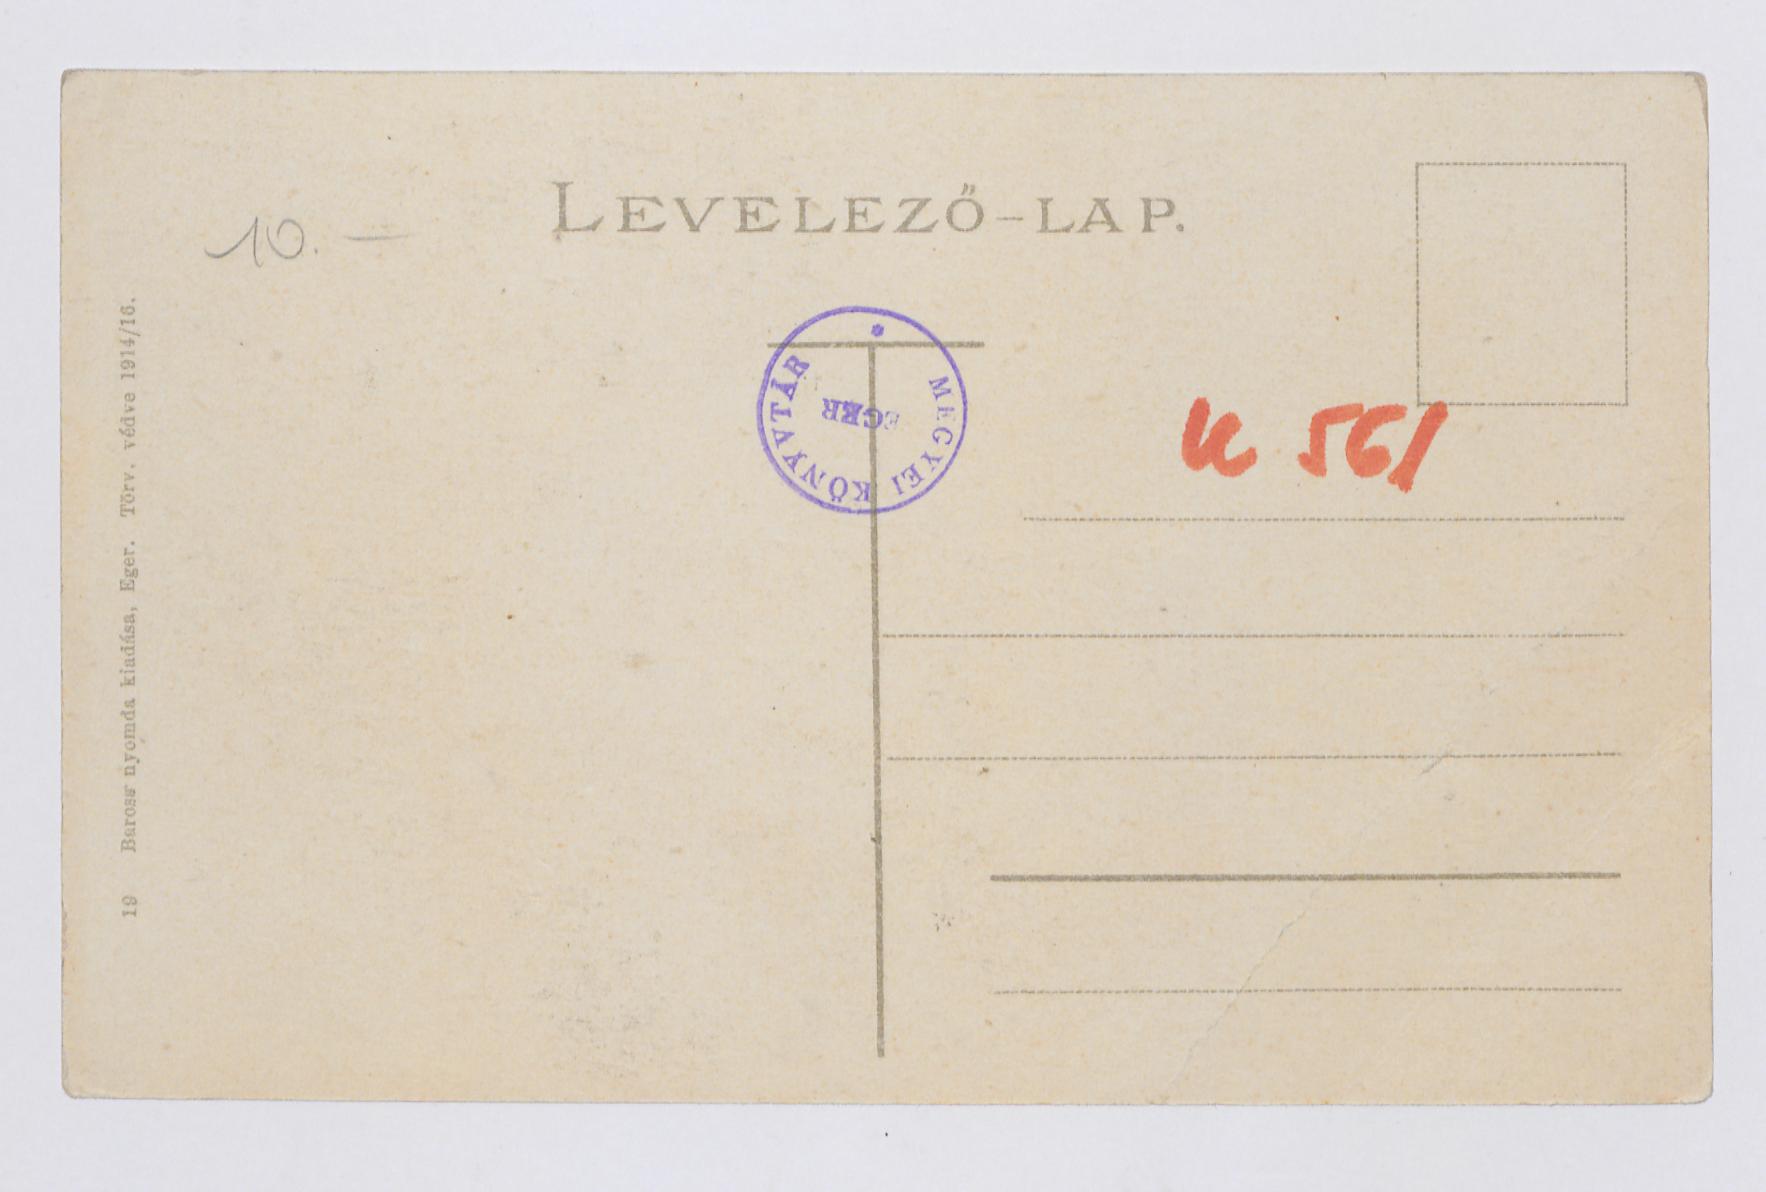 LEVELEZŐ-LAP.
10. —
MEGYEI KÖNYVTÁR
EGER
K 561
19 Baross nyomda kiadása, Eger. Törv. védve 1914/16.